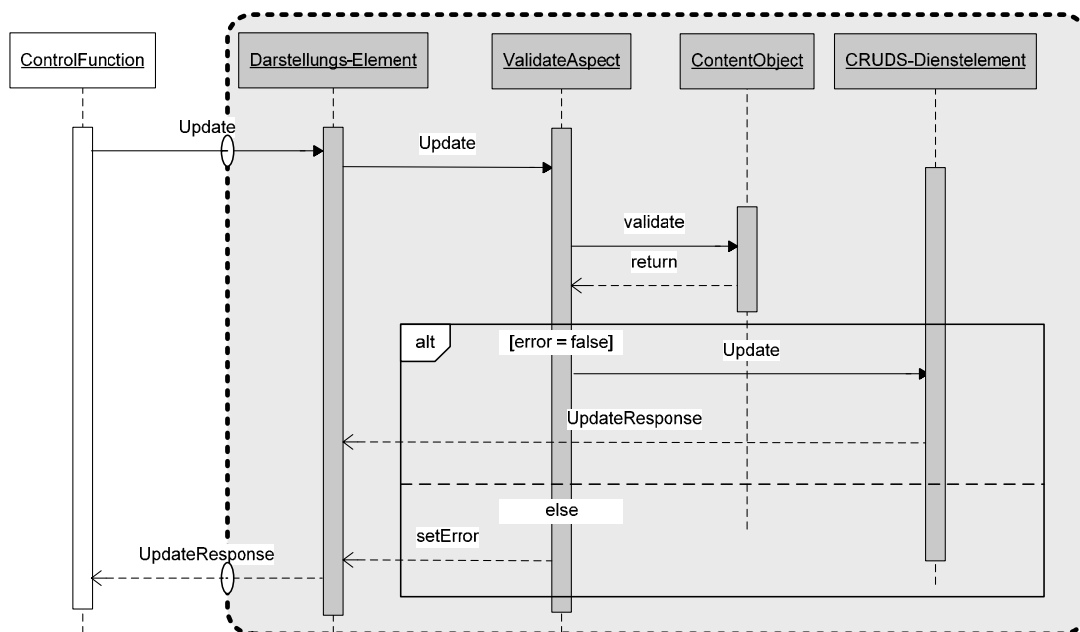 ControlFunction
Darstellungs-Element
ValidateAspect
ContentObject
CRUDS-Dienstelement
Update
Update
validate
return
alt
[error = false]
Update
UpdateResponse
else
setError
UpdateResponse